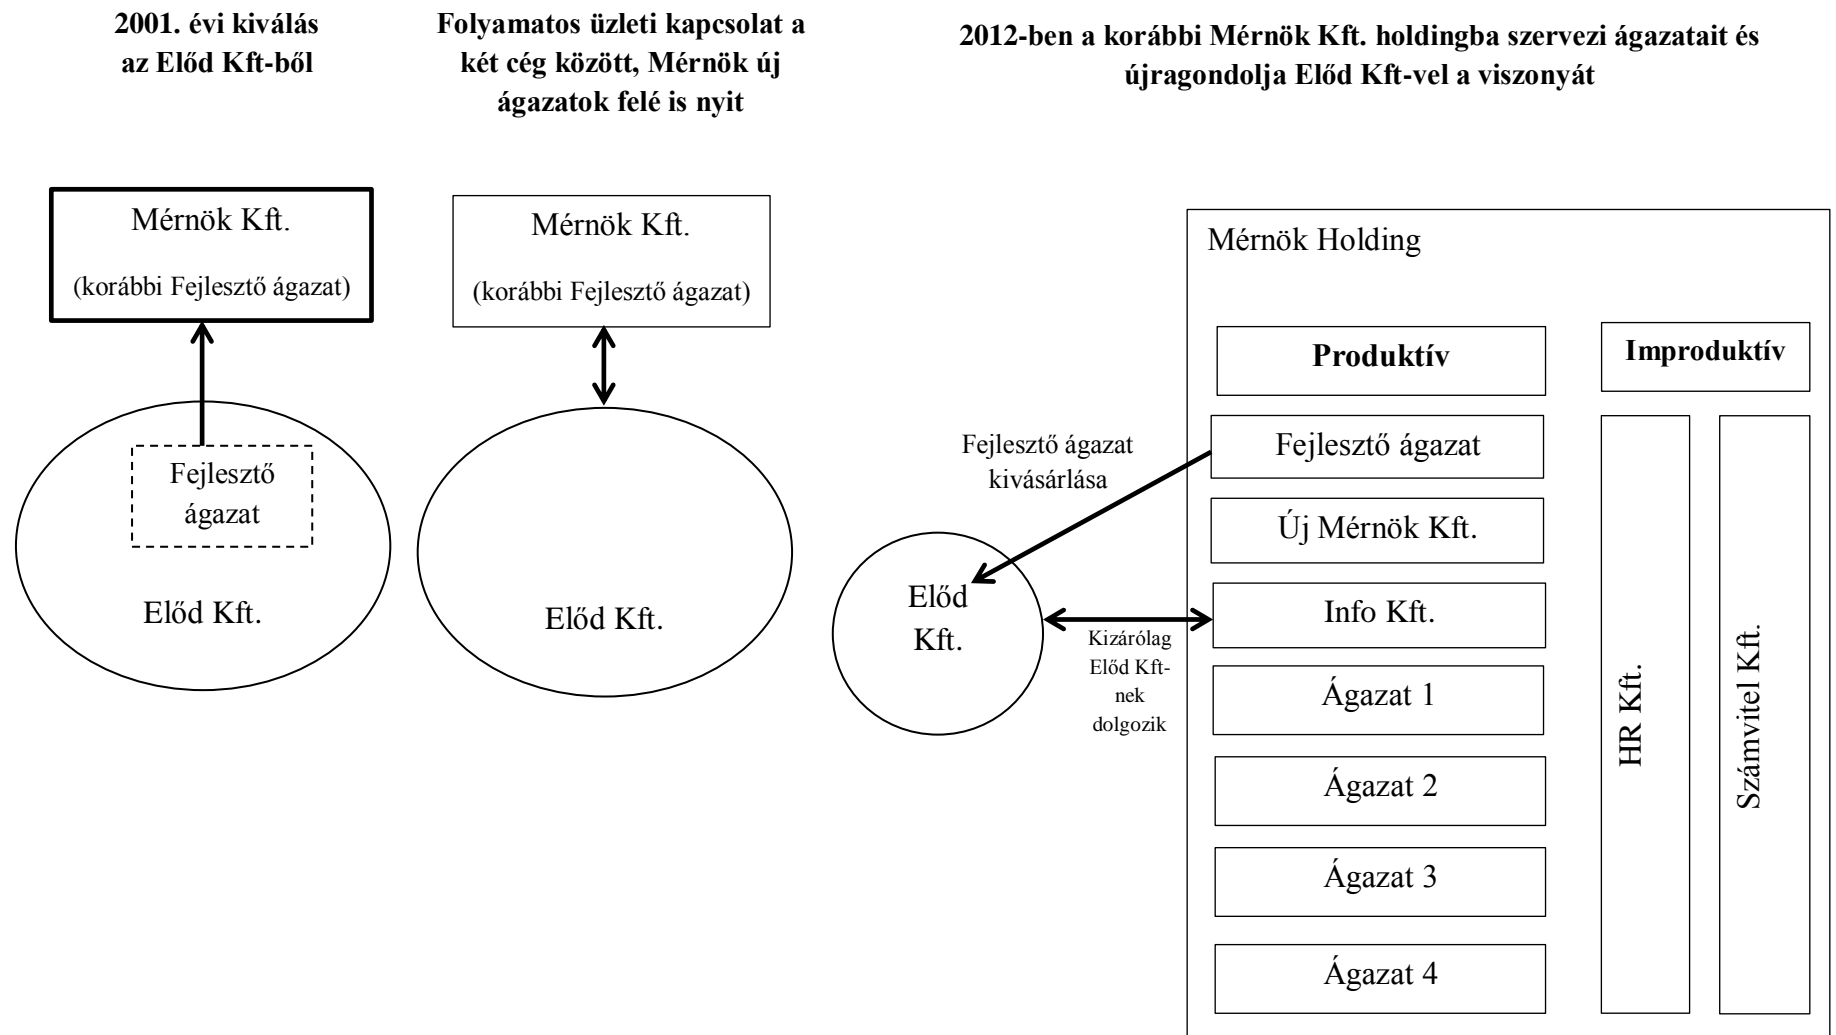 2001. évi kiválás
az Előd Kft-ből
Folyamatos üzleti kapcsolat a
két cég között, Mérnök új
ágazatok felé is nyit
2012-ben a korábbi Mérnök Kft. holdingba szervezi ágazatait és
újragondolja Előd Kft-vel a viszonyát
Mérnök Kft.
(korábbi Fejlesztő ágazat)
Fejlesztő
ágazat
Előd Kft.
Mérnök Kft.
(korábbi Fejlesztő ágazat)
Előd Kft.
Fejlesztő ágazat
kivásárlása
Előd
Kft.
Kizárólag
Előd Kft-
nek
dolgozik
Mérnök Holding
Produktív
Fejlesztő ágazat
Új Mérnök Kft.
Info Kft.
Ágazat 1
Ágazat 2
Ágazat 3
Ágazat 4
Improduktív
HR Kft.
Számvitel Kft.